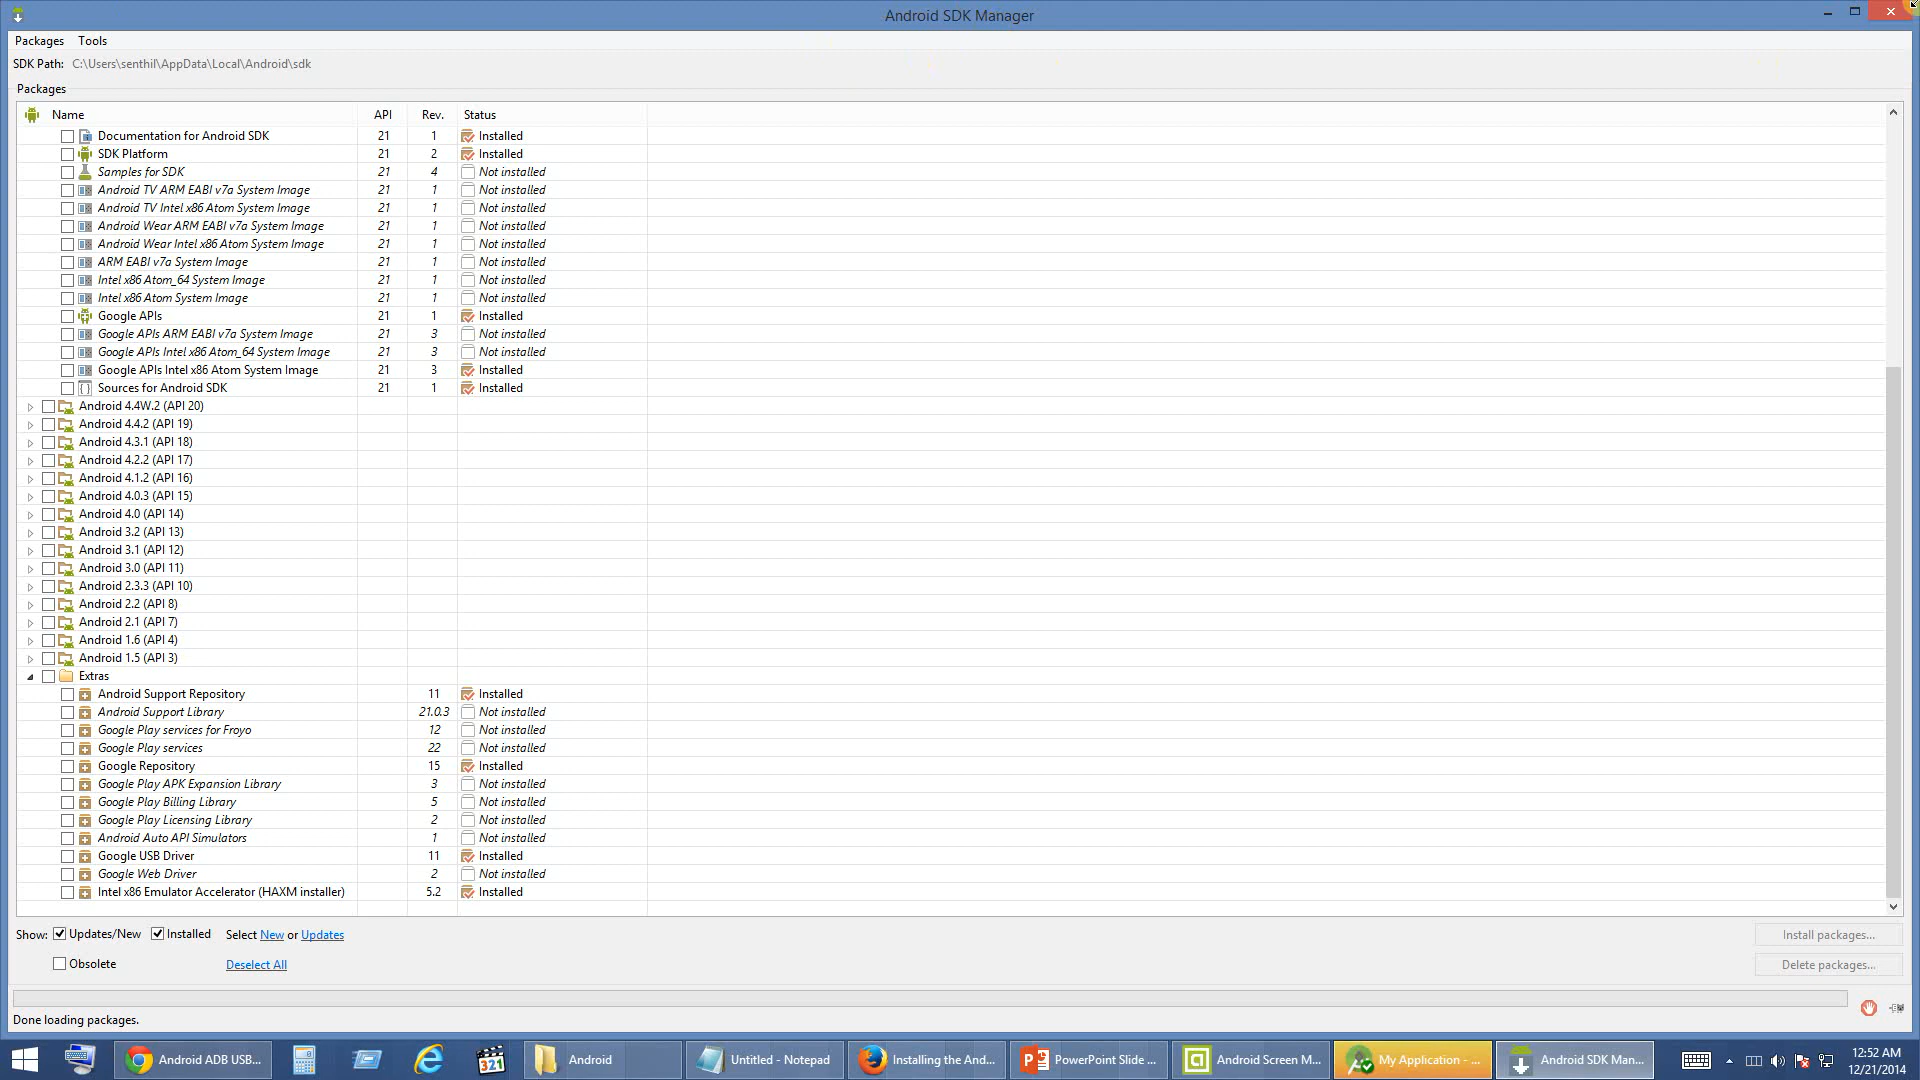 Android SDK Manager
Packages Tools
SDK Path: C:\Users\senthil\AppData\Local\Android\sdk
Packages
Name API Rev. Status
Documentation for Android SDK 21 1 Installed
SDK Platform 21 2 Installed
Samples for SDK 21 4 Not installed
Android TV ARM EABI v7a System Image 21 1 Not installed
Android TV Intel x86 Atom System Image 21 1 Not installed
Android Wear ARM EABI v7a System Image 21 1 Not installed
Android Wear Intel x86 Atom System Image 21 1 Not installed
ARM EABI v7a System Image 21 1 Not installed
Intel x86 Atom_64 System Image 21 1 Not installed
Intel x86 Atom System Image 21 1 Not installed
Google APIs 21 1 Installed
Google APIs ARM EABI v7a System Image 21 3 Not installed
Google APIs Intel x86 Atom_64 System Image 21 3 Not installed
Google APIs Intel x86 Atom System Image 21 3 Installed
Sources for Android SDK 21 1 Installed
Android 4.4W.2 (API 20)
Android 4.4.2 (API 19)
Android 4.3.1 (API 18)
Android 4.2.2 (API 17)
Android 4.1.2 (API 16)
Android 4.0.3 (API 15)
Android 4.0 (API 14)
Android 3.2 (API 13)
Android 3.1 (API 12)
Android 3.0 (API 11)
Android 2.3.3 (API 10)
Android 2.2 (API 8)
Android 2.1 (API 7)
Android 1.6 (API 4)
Android 1.5 (API 3)
Extras
Android Support Repository 11 Installed
Android Support Library 21.0.3 Not installed
Google Play services for Froyo 12 Not installed
Google Play services 22 Not installed
Google Repository 15 Installed
Google Play APK Expansion Library 3 Not installed
Google Play Billing Library 5 Not installed
Google Play Licensing Library 2 Not installed
Android Auto API Simulators 1 Not installed
Google USB Driver 11 Installed
Google Web Driver 2 Not installed
Intel x86 Emulator Accelerator (HAXM installer) 5.2 Installed
Show: Updates/New Installed Select New or Updates Install packages...
Obsolete Deselect All Delete packages...
Done loading packages.
Android ADB USB... 321 Android Untitled - Notepad Installing the And... PowerPoint Slide ... Android Screen M... My Application - ... Android SDK Man... 12:52 AM
12/21/2014